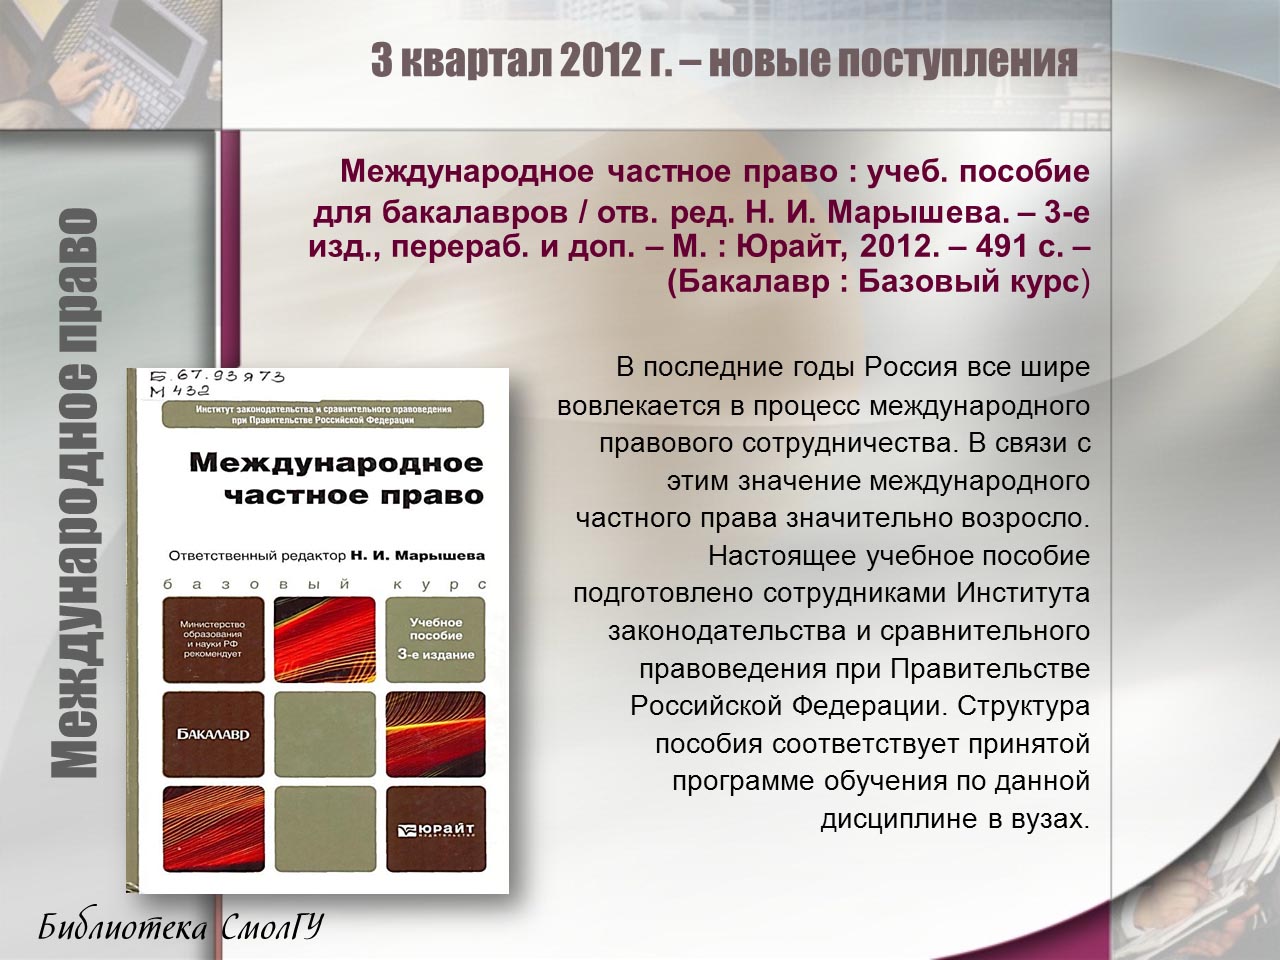 3 квартал 2012 г. – новые поступления
Международное право
Международное частное право : учеб. пособие
для бакалавров / отв. ред. Н. И. Марышева. – 3-е
изд., перераб. и доп. – М. : Юрайт, 2012. – 491 с. –
(Бакалавр : Базовый курс)
В последние годы Россия все шире
вовлекается в процесс международного
правового сотрудничества. В связи с
этим значение международного
частного права значительно возросло.
Настоящее учебное пособие
подготовлено сотрудниками Института
законодательства и сравнительного
правоведения при Правительстве
Российской Федерации. Структура
пособия соответствует принятой
программе обучения по данной
дисциплине в вузах.
Б.67.93я73
М 432
Институт законодательства и сравнительного правоведения
при Правительстве Российской Федерации
Международное
частное право
Ответственный редактор Н. И. Марышева
базовый курс
Министерство
образования
и науки РФ
рекомендует
Учебное
пособие
3-е издание
Бакалавр
юрайт
издательство
Библиотека СмолГУ